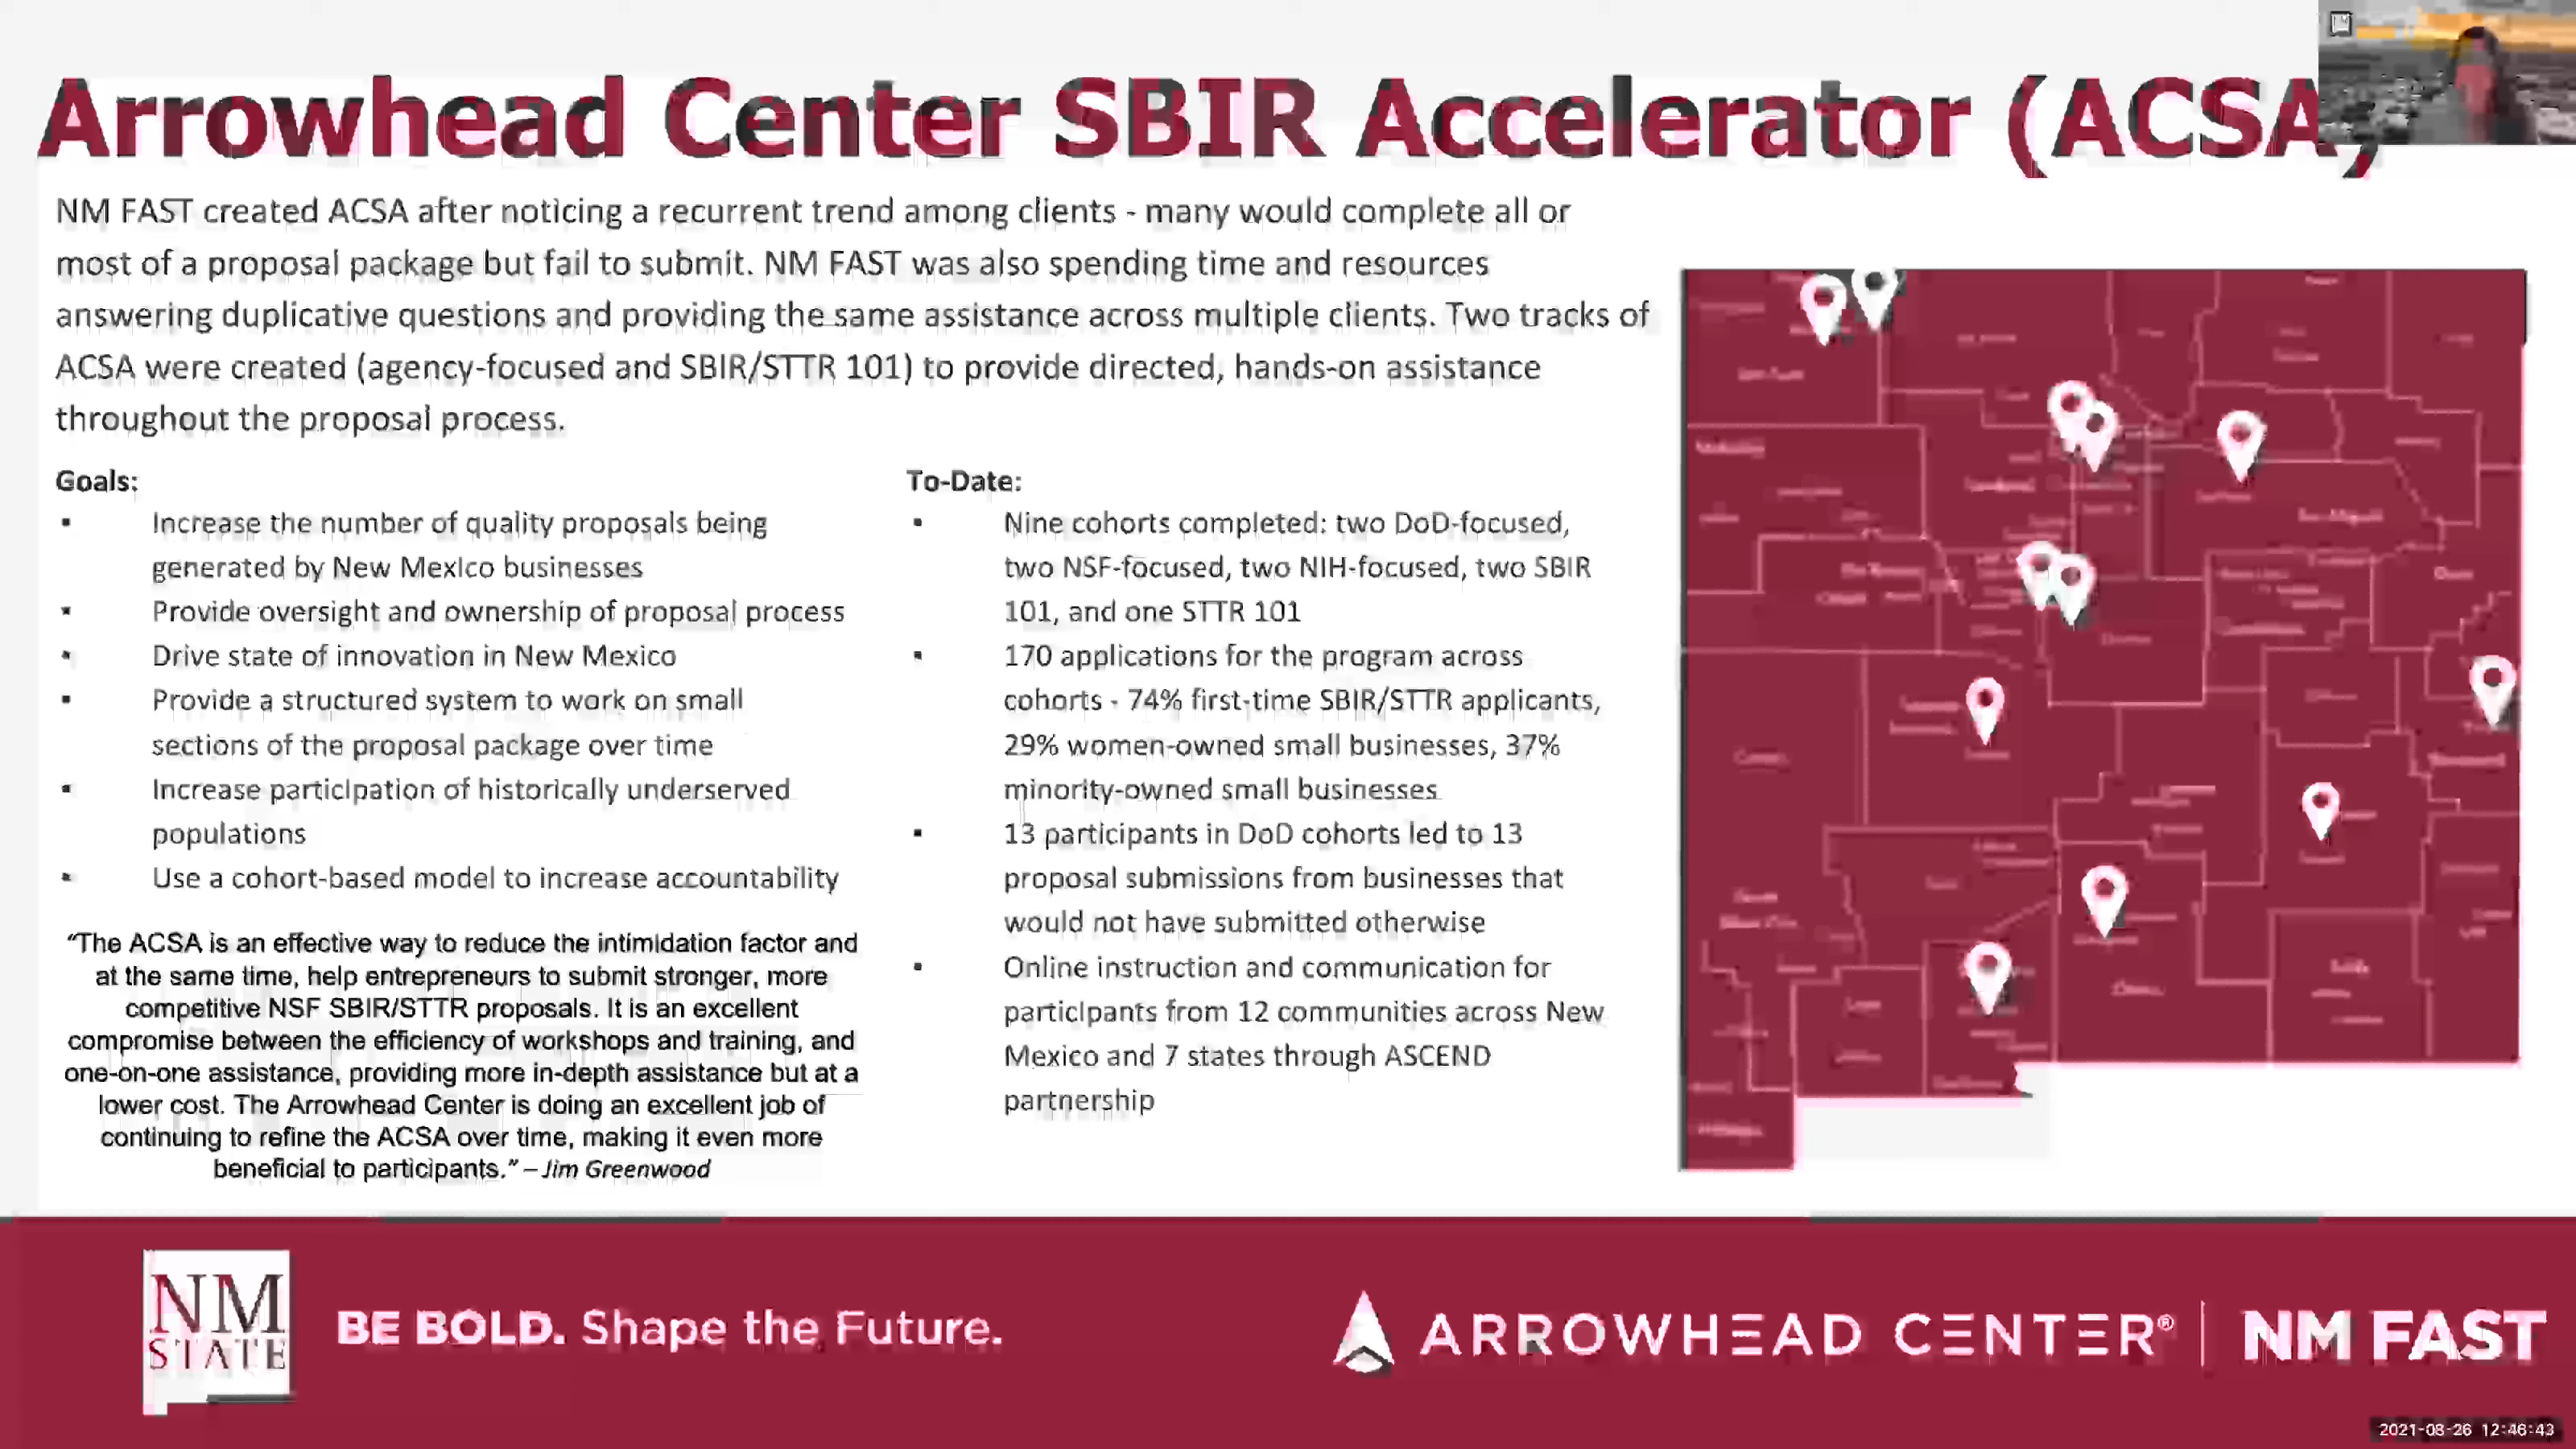 Arrowhead Center SBIR Accelerator (ACSA)
NM FAST created ACSA after noticing a recurrent trend among clients - many would complete all or
most of a proposal package but fail to submit. NM FAST was also spending time and resources
answering duplicative questions and providing the same assistance across multiple clients. Two tracks of
ACSA were created (agency-focused and SBIR/STTR 101) to provide directed, hands-on assistance
throughout the proposal process.
Goals:
▪ Increase the number of quality proposals being
generated by New Mexico businesses
▪ Provide oversight and ownership of proposal process
▪ Drive state of innovation in New Mexico
▪ Provide a structured system to work on small
sections of the proposal package over time
▪ Increase participation of historically underserved
populations
▪ Use a cohort-based model to increase accountability
“The ACSA is an effective way to reduce the intimidation factor and
at the same time, help entrepreneurs to submit stronger, more
competitive NSF SBIR/STTR proposals. It is an excellent
compromise between the efficiency of workshops and training, and
one-on-one assistance, providing more in-depth assistance but at a
lower cost. The Arrowhead Center is doing an excellent job of
continuing to refine the ACSA over time, making it even more
beneficial to participants.” – Jim Greenwood
To-Date:
▪ Nine cohorts completed: two DoD-focused,
two NSF-focused, two NIH-focused, two SBIR
101, and one STTR 101
▪ 170 applications for the program across
cohorts - 74% first-time SBIR/STTR applicants,
29% women-owned small businesses, 37%
minority-owned small businesses
▪ 13 participants in DoD cohorts led to 13
proposal submissions from businesses that
would not have submitted otherwise
▪ Online instruction and communication for
participants from 12 communities across New
Mexico and 7 states through ASCEND
partnership
NM
STATE
BE BOLD. Shape the Future.
ARROWHEAD CENTER® | NM FAST
2021-08-26 12:46:43